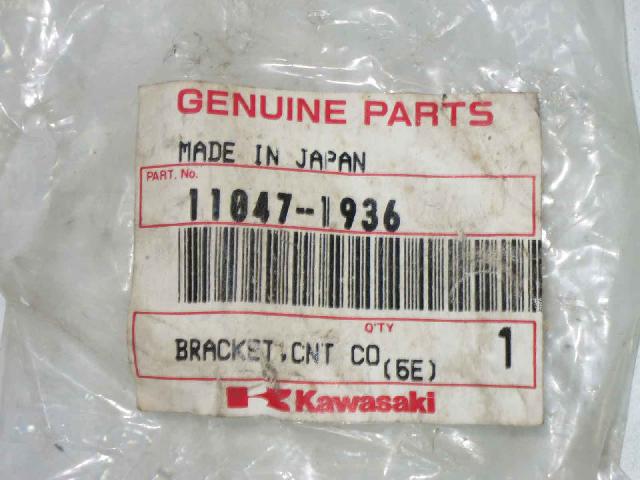 GENUINE PARTS
MADE IN JAPAN
PART. No.
11047-1936
Q'TY
BRACKET,CNT CO 1
(6E)
Kawasaki